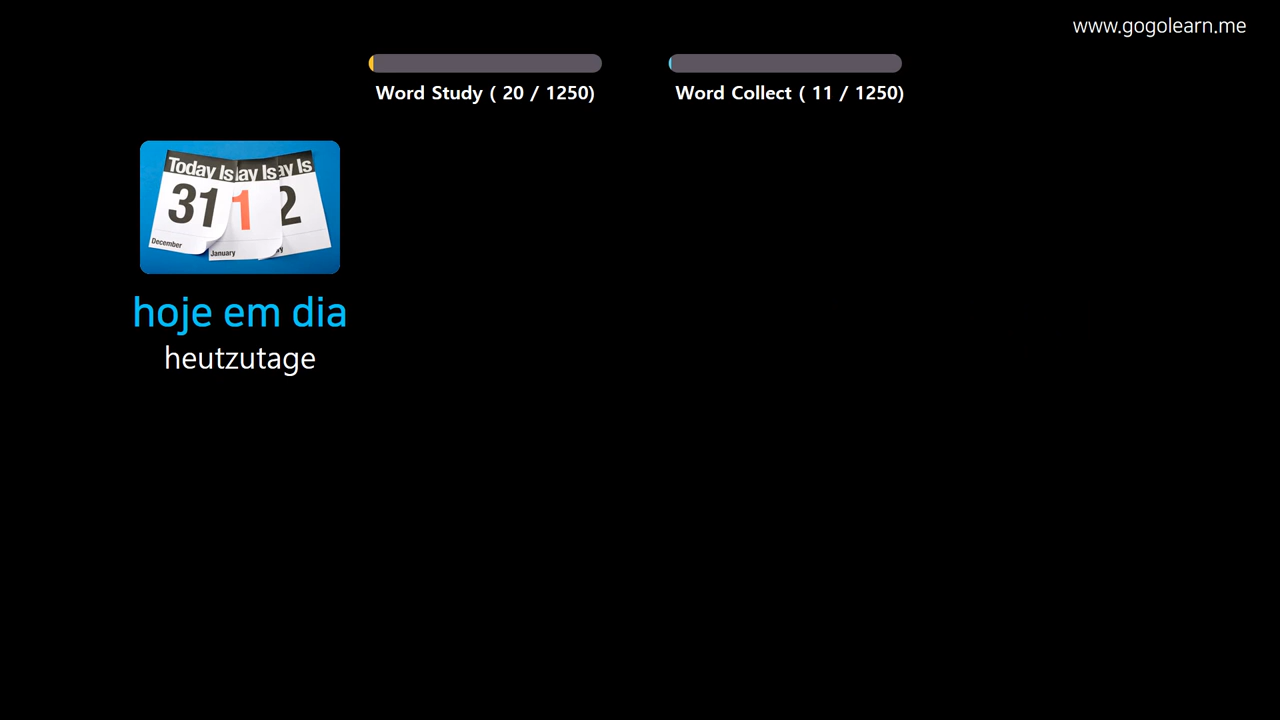 www.gogolearn.me
Word Study ( 20 / 1250)
Word Collect ( 11 / 1250)
Today Is
ay Is
ay Is
31
1
2
December
January
hoje em dia
heutzutage